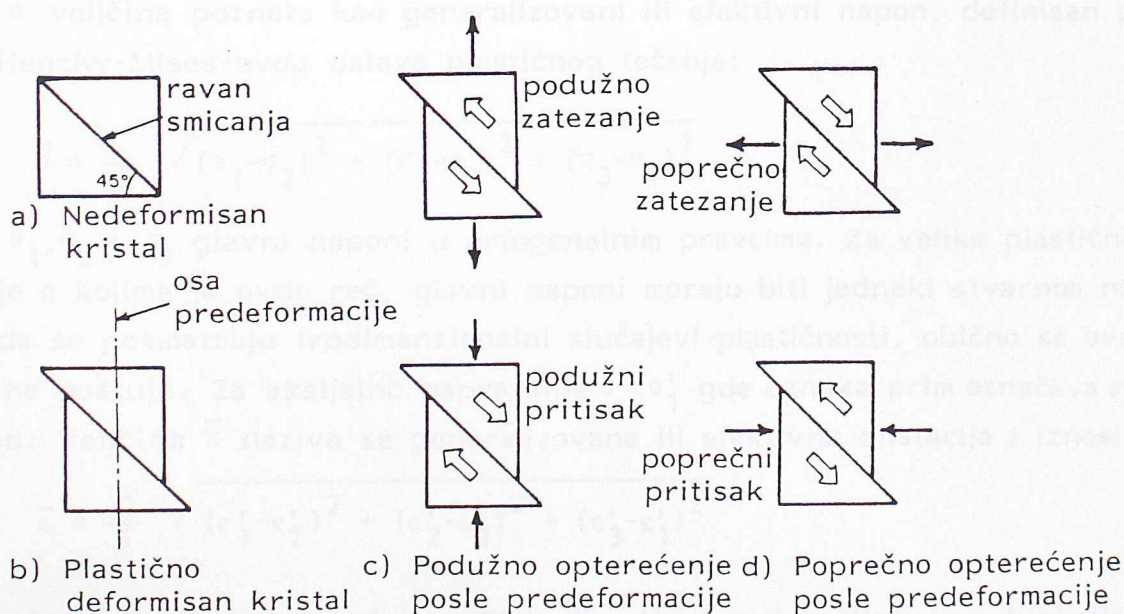 ravan
smicanja
45°
a) Nedeformisan
kristal
podužno
zatezanje
poprečno
zatezanje
osa
predeformacije
b) Plastično
deformisan kristal
podužni
pritisak
c) Podužno opterećenje
posle predeformacije
poprečni
pritisak
d) Poprečno opterećenje
posle predeformacije